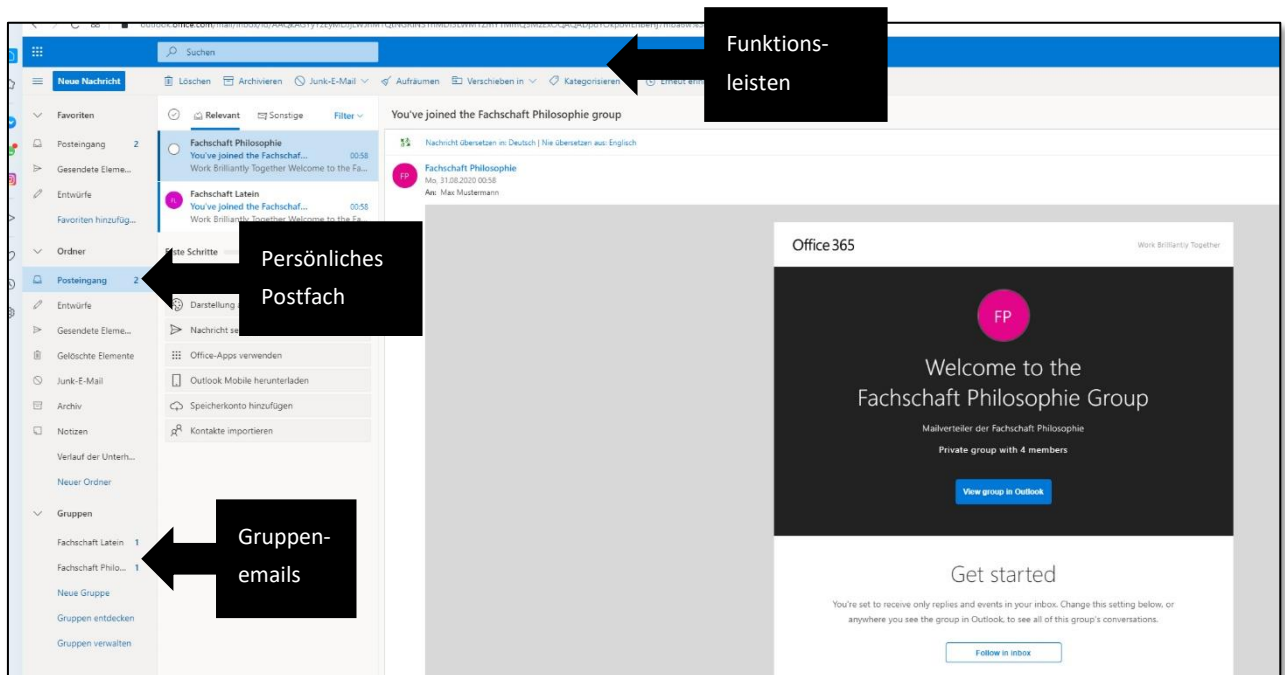 Suchen
Funktions-
leisten
Neue Nachricht
Löschen Archivieren Junk-E-Mail Aufräumen Verschieben in Kategorisieren
Favoriten
Posteingang 2
Gesendete Eleme...
Entwürfe
Favoriten hinzufüg...
Ordner
Posteingang 2
Entwürfe
Gesendete Eleme...
Gelöschte Elemente
Junk-E-Mail
Archiv
Notizen
Verlauf der Unterh...
Neuer Ordner
Gruppen
Fachschaft Latein 1
Fachschaft Philo... 1
Neue Gruppe
Gruppen entdecken
Gruppen verwalten
Relevant Sonstige Filter
Fachschaft Philosophie
You've joined the Fachschaf... 00:58
Work Brilliantly Together Welcome to the Fa...
Fachschaft Latein
You've joined the Fachschaf... 00:58
Work Brilliantly Together Welcome to the Fa...
Schritte
Persönliches
Postfach
Darstellung
Nachricht
Office-Apps verwenden
Outlook Mobile herunterladen
Speicherkonto hinzufügen
Kontakte importieren
Gruppen-
emails
You've joined the Fachschaft Philosophie group
Nachricht übersetzen in: Deutsch | Nie übersetzen aus: Englisch
FP
Fachschaft Philosophie
Mo, 31.08.2020 00:58
An: Max Mustermann
Office 365
Work Brilliantly Together
FP
Welcome to the
Fachschaft Philosophie Group
Mailverteiler der Fachschaft Philosophie
Private group with 4 members
View group in Outlook
Get started
You're set to receive only replies and events in your inbox. Change this setting below, or
anywhere you see the group in Outlook, to see all of this group's conversations.
Follow in inbox